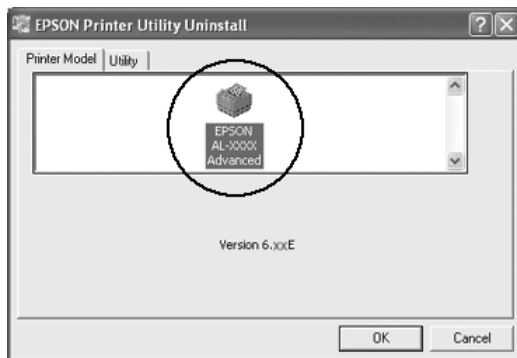 EPSON Printer Utility Uninstall
Printer Model Utility
EPSON
AL-XXXX
Advanced
Version 6.xxE
OK Cancel